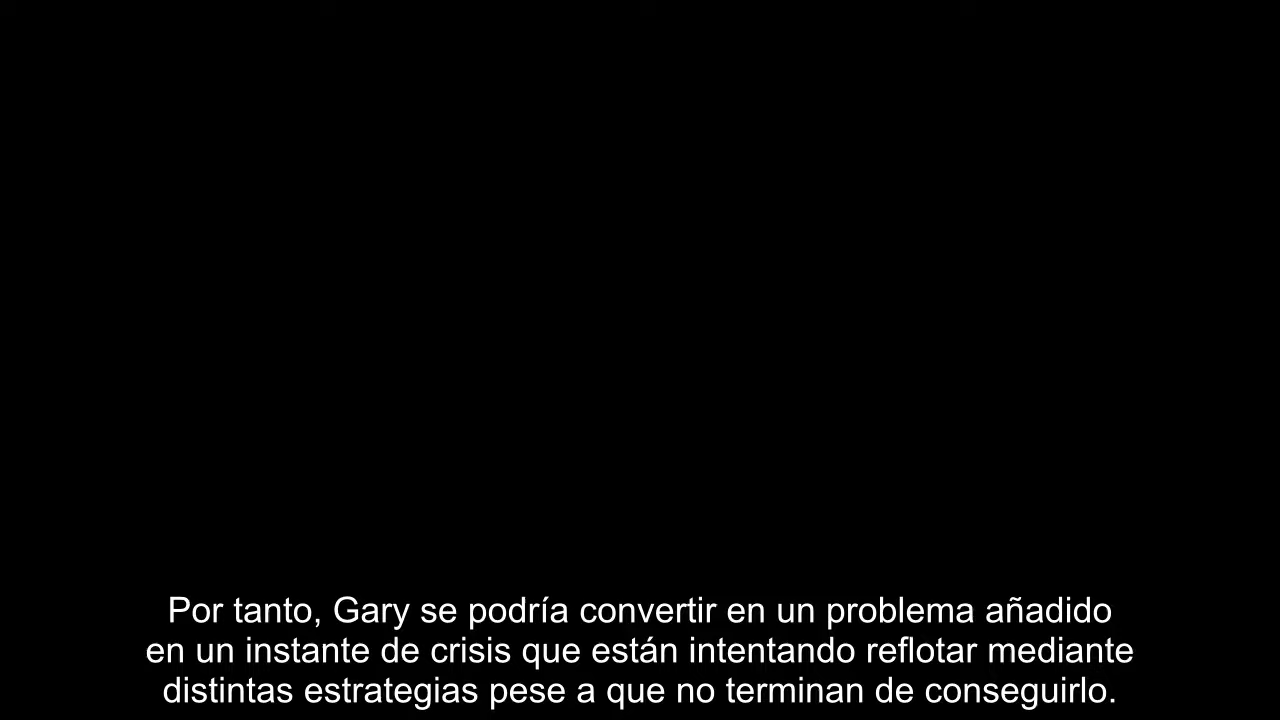 Por tanto, Gary se podría convertir en un problema añadido
en un instante de crisis que están intentando reflotar mediante
distintas estrategias pese a que no terminan de conseguirlo.